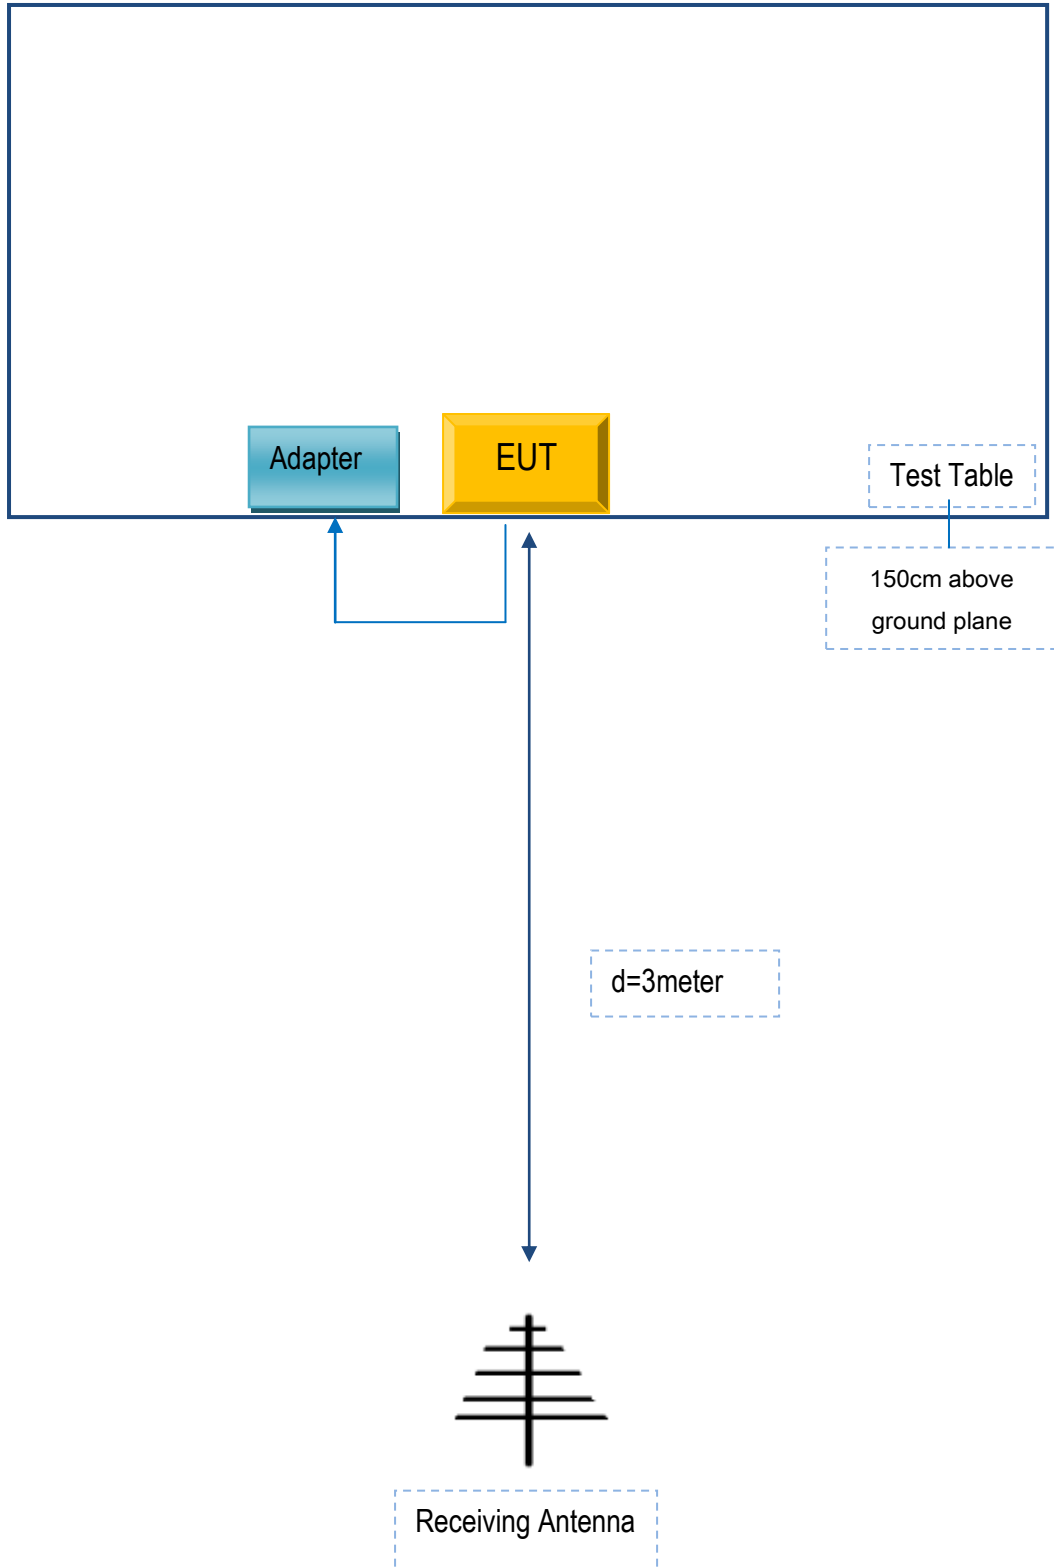 Adapter
EUT
Test Table
150cm above
ground plane
d=3meter
Receiving Antenna